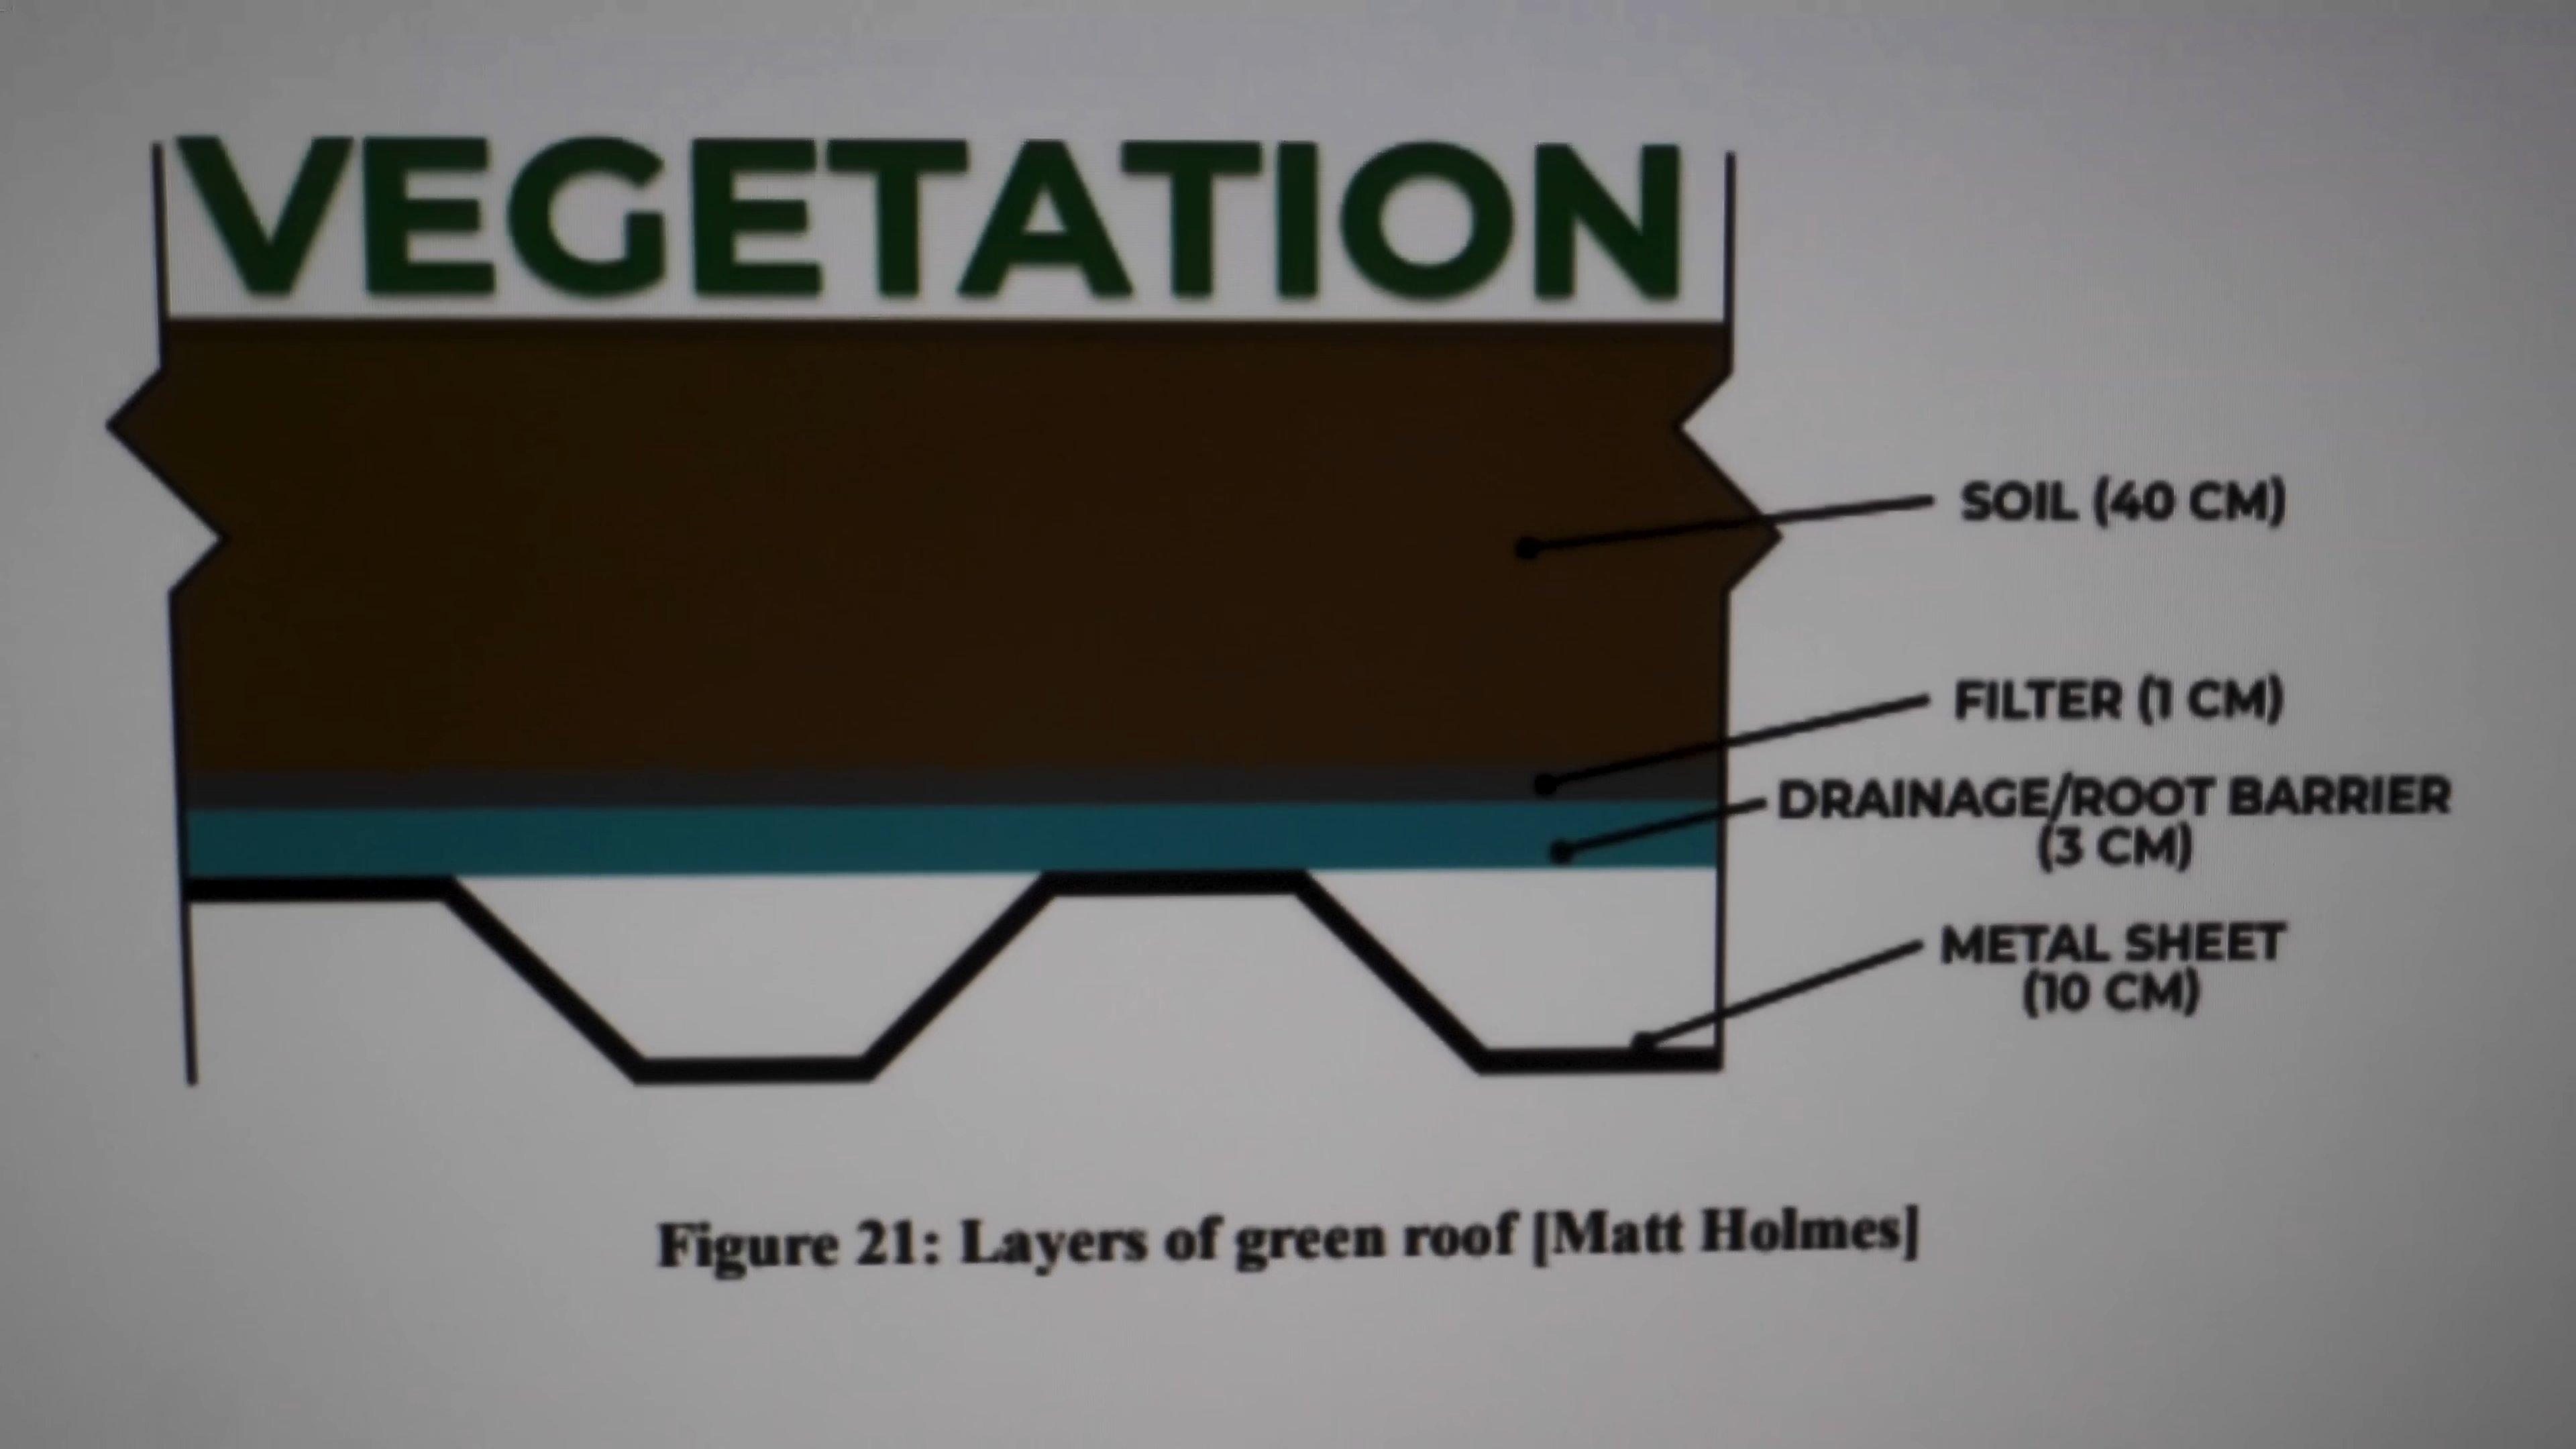 VEGETATION
SOIL (40 CM)
FILTER (1 CM)
DRAINAGE/ROOT BARRIER
(3 CM)
METAL SHEET
(10 CM)
Figure 21: Layers of green roof [Matt Holmes]